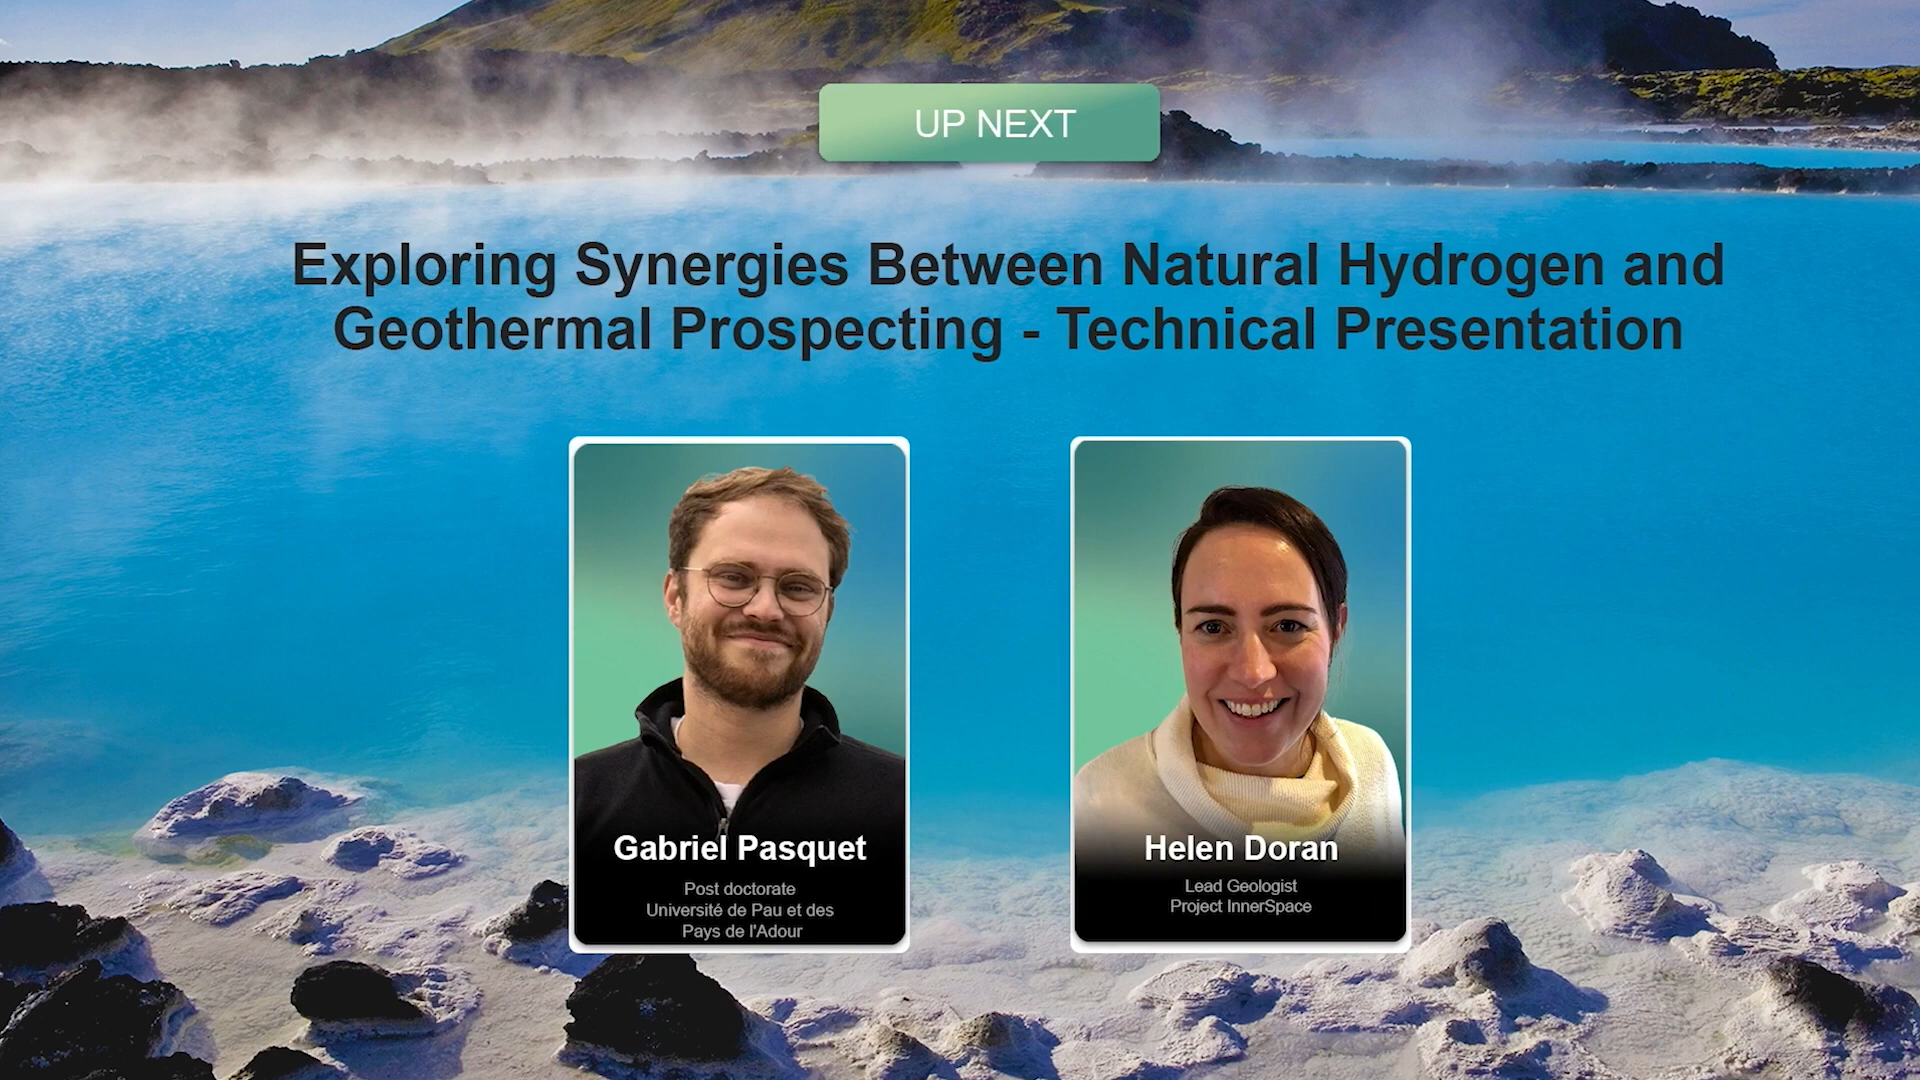 UP NEXT
Exploring Synergies Between Natural Hydrogen and
Geothermal Prospecting - Technical Presentation
Gabriel Pasquet
Post doctorate
Université de Pau et des
Pays de l'Adour
Helen Doran
Lead Geologist
Project InnerSpace